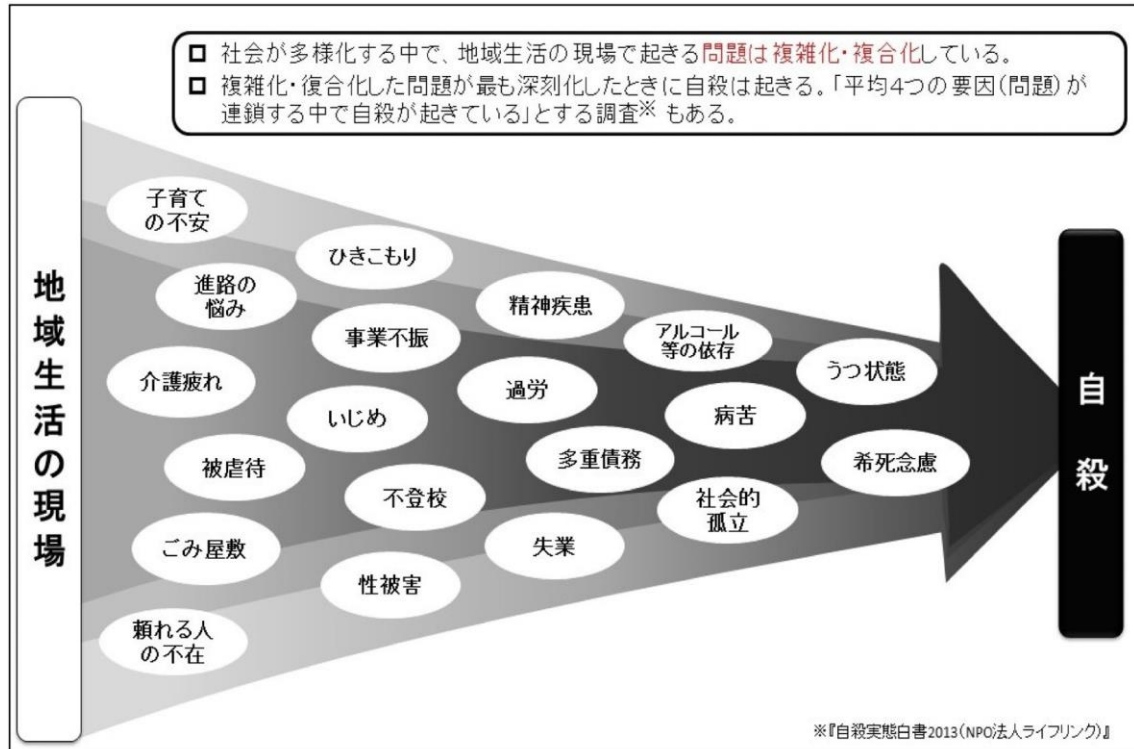 □ 社会が多様化する中で、地域生活の現場で起きる問題は複雑化・複合化している。
□ 複雑化・復合化した問題が最も深刻化したときに自殺は起きる。「平均4つの要因(問題)が
連鎖する中で自殺が起きている」とする調査※ もある。
地域生活の現場
子育て
の不安
ひきこもり
進路の
悩み
精神疾患
事業不振
アルコール
等の依存
うつ状態
介護疲れ
過労
いじめ
病苦
被虐待
多重債務
希死念慮
不登校
社会的
孤立
ごみ屋敷
失業
性被害
頼れる人
の不在
自殺
※『自殺実態白書2013(NPO法人ライフリンク)』